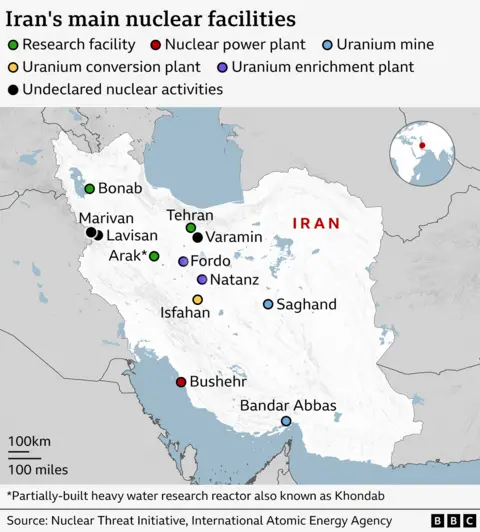 Iran's main nuclear facilities
Research facility Nuclear power plant Uranium mine
Uranium conversion plant Uranium enrichment plant
Undeclared nuclear activities
Bonab
Tehran
IRAN
Marivan
Lavisan
Varamin
Arak*
Fordo
Natanz
Isfahan
Saghand
Bushehr
Bandar Abbas
100km
100 miles
*Partially-built heavy water research reactor also known as Khondab
Source: Nuclear Threat Initiative, International Atomic Energy Agency BBC